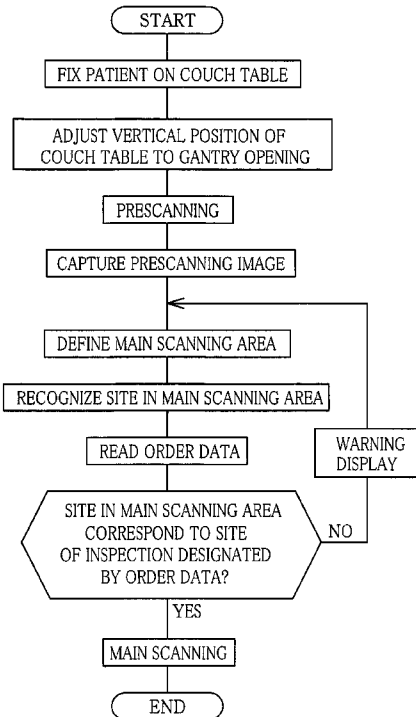 START
FIX PATIENT ON COUCH TABLE
ADJUST VERTICAL POSITION OF
COUCH TABLE TO GANTRY OPENING
PRESCANNING
CAPTURE PRESCANNING IMAGE
DEFINE MAIN SCANNING AREA
RECOGNIZE SITE IN MAIN SCANNING AREA
READ ORDER DATA
WARNING
DISPLAY
SITE IN MAIN SCANNING AREA
CORRESPOND TO SITE
OF INSPECTION DESIGNATED
BY ORDER DATA?
NO
YES
MAIN SCANNING
END